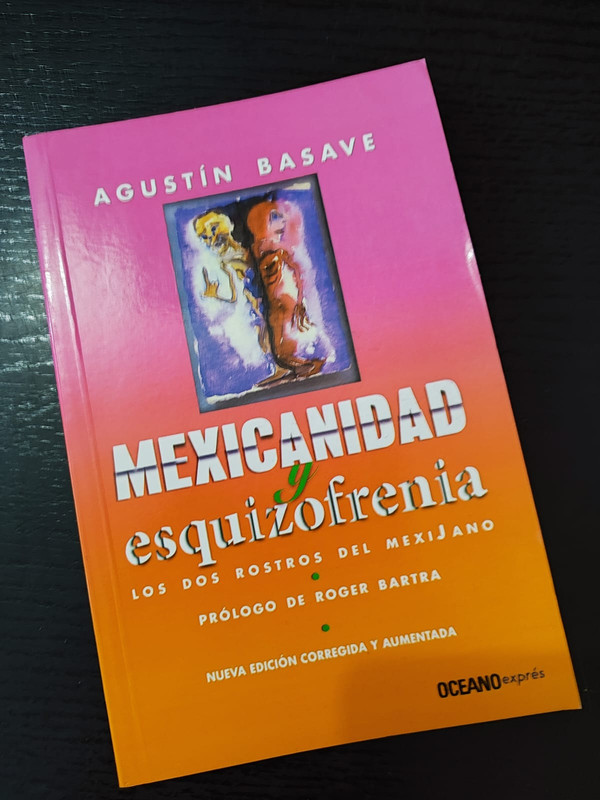 AGUSTÍN BASAVE
MEXICANIDAD
y
esquizofrenia
LOS DOS ROSTROS DEL MEXIJANO
PRÓLOGO DE ROGER BARTRA
NUEVA EDICIÓN CORREGIDA Y AUMENTADA
OCEANO exprés